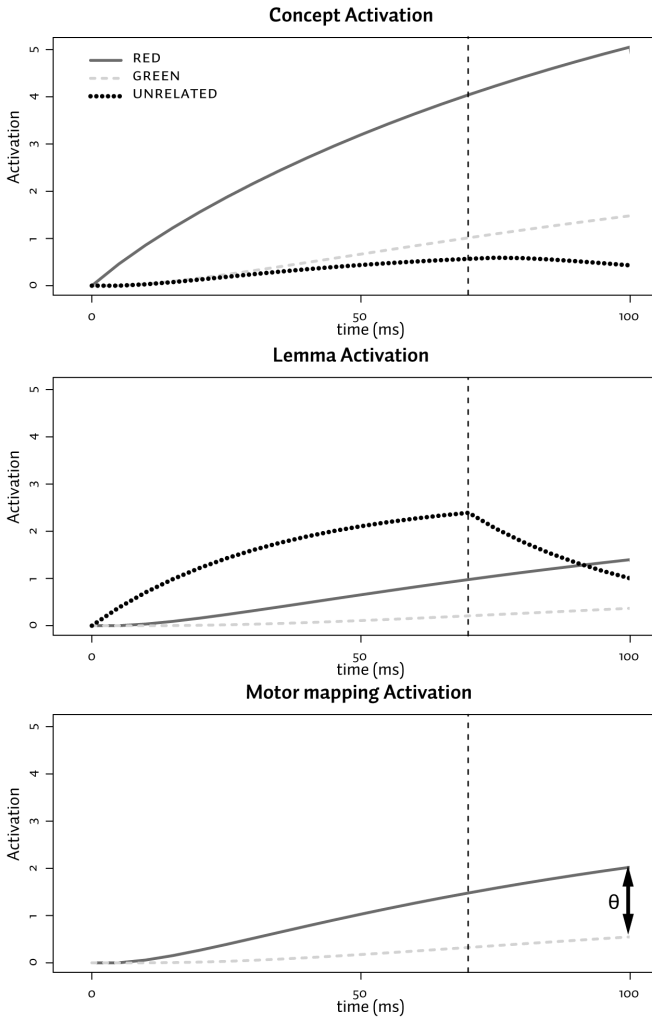 Concept Activation
5
4
3
2
1
0
Activation
RED
GREEN
UNRELATED
0 50 100
time (ms)
Lemma Activation
5
4
3
2
1
0
Activation
0 50 100
time (ms)
Motor mapping Activation
5
4
3
2
1
0
Activation
θ
0 50 100
time (ms)